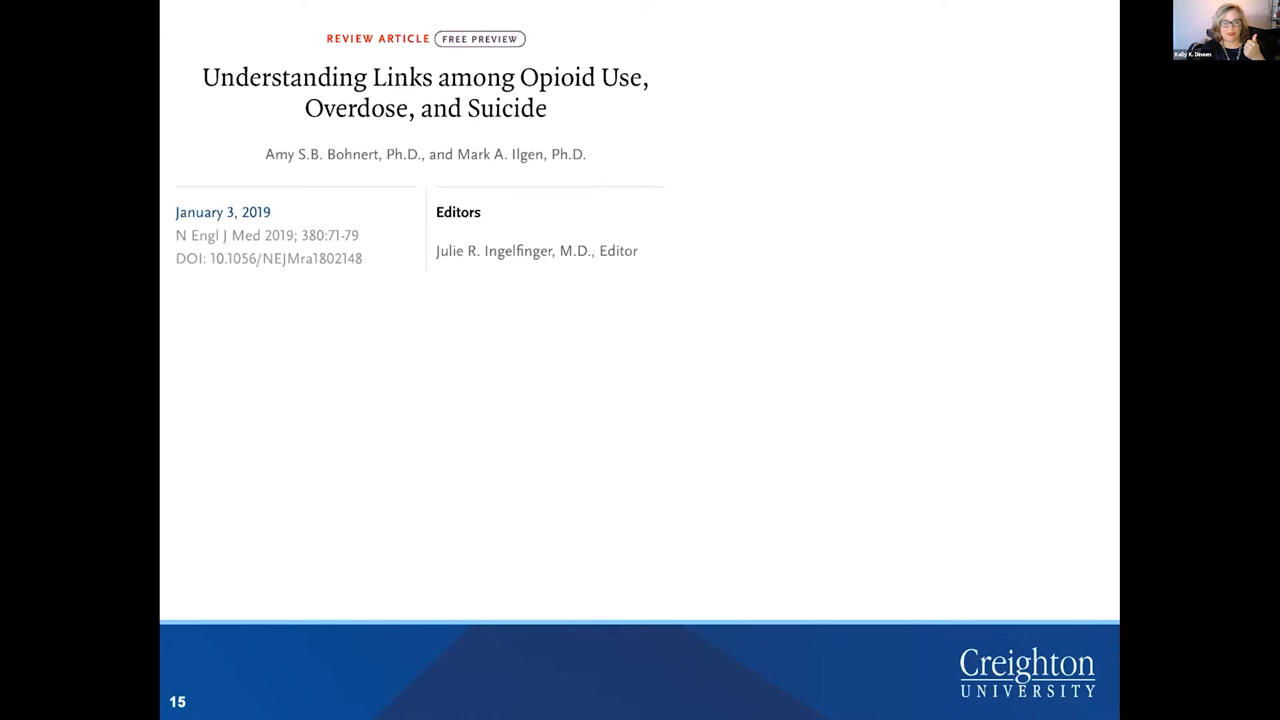 REVIEW ARTICLE FREE PREVIEW
Understanding Links among Opioid Use,
Overdose, and Suicide
Amy S.B. Bohnert, Ph.D., and Mark A. Ilgen, Ph.D.
January 3, 2019
N Engl J Med 2019; 380:71-79
DOI: 10.1056/NEJMra1802148
Editors
Julie R. Ingelfinger, M.D., Editor
Kelly K. Dineen
15
Creighton
UNIVERSITY